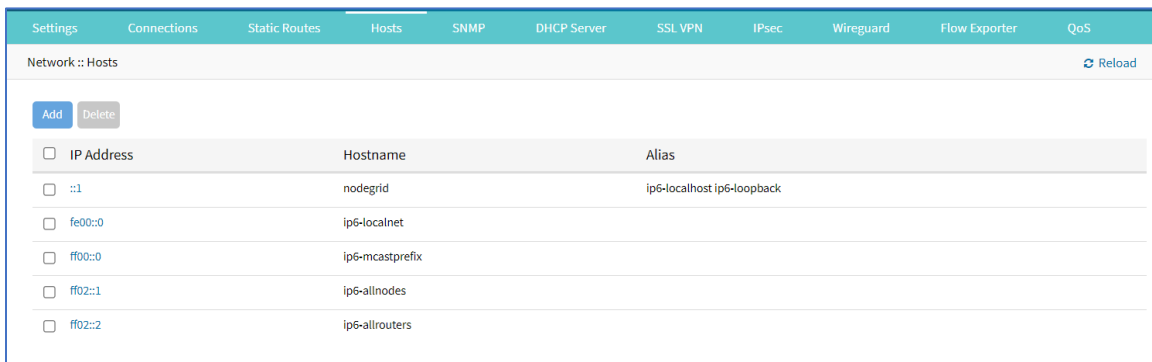 Settings Connections Static Routes Hosts SNMP DHCP Server SSL VPN IPsec Wireguard Flow Exporter QoS
Network :: Hosts Reload
Add Delete
IP Address Hostname Alias
::1 nodegrid ip6-localhost ip6-loopback
fe00::0 ip6-localnet
ff00::0 ip6-mcastprefix
ff02::1 ip6-allnodes
ff02::2 ip6-allrouters